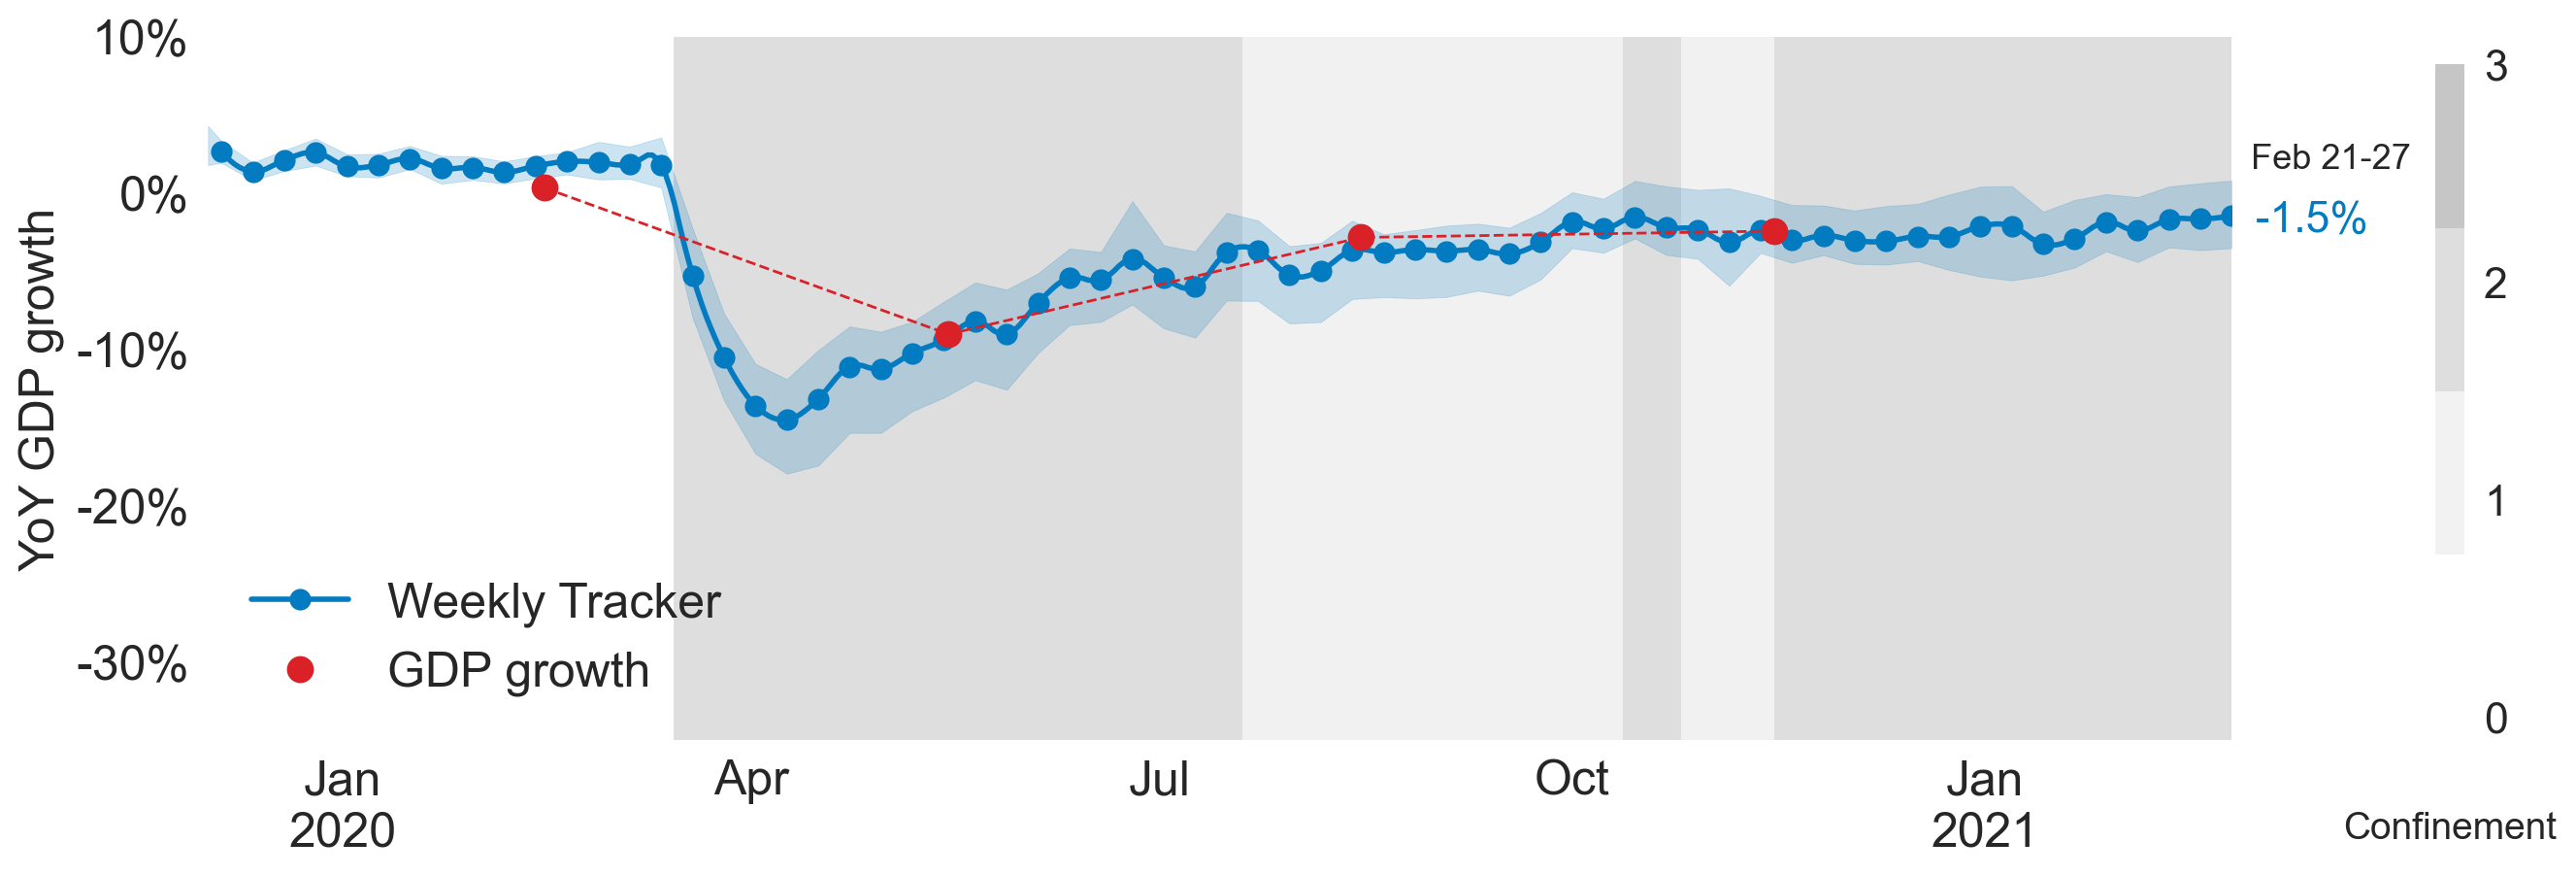 10%
0%
-10%
-20%
-30%
YoY GDP growth
Weekly Tracker
GDP growth
Jan
2020
Apr
Jul
Oct
Jan
2021
Feb 21-27
-1.5%
3
2
1
0
Confinement